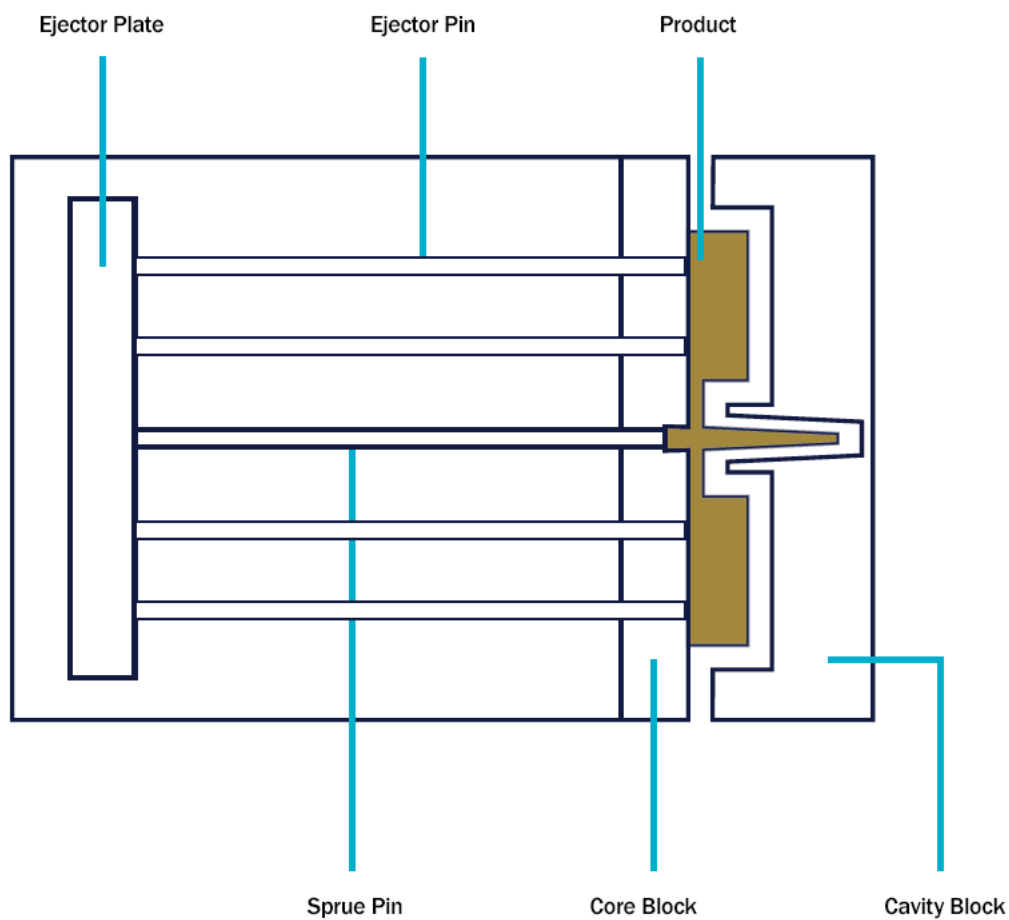 Ejector Plate
Ejector Pin
Product
Sprue Pin
Core Block
Cavity Block